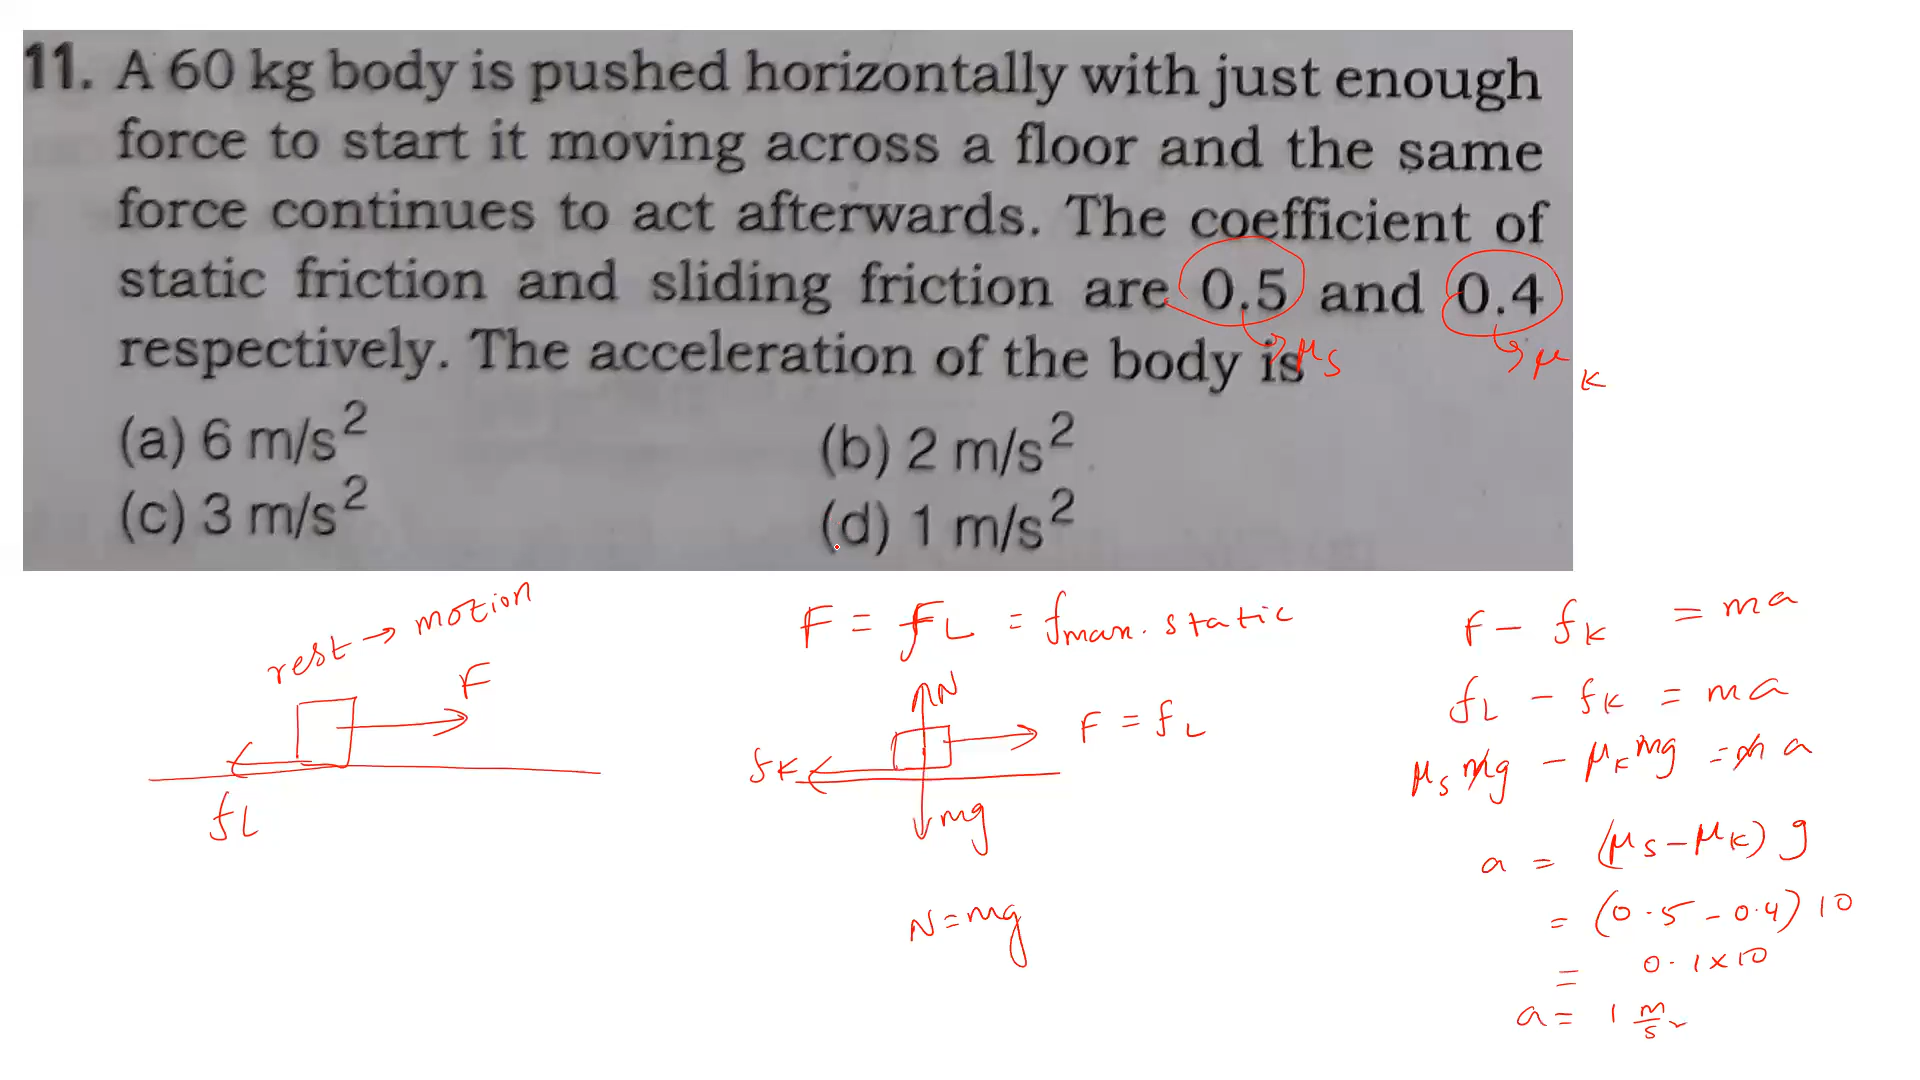 11. A 60 kg body is pushed horizontally with just enough
force to start it moving across a floor and the same
force continues to act afterwards. The coefficient of
static friction and sliding friction are 0.5 and 0.4
respectively. The acceleration of the body is
μs
μK
(a) 6 m/s²
(b) 2 m/s²
(c) 3 m/s²
(d) 1 m/s²
rest → motion
F
fL
F = fL = fmax. static
N
F = fL
fK
mg
N = mg
F - fK = ma
fL - fK = ma
μs mg - μK mg = m a
a = (μs - μK) g
= (0.5 - 0.4) 10
= 0.1 x 10
a = 1 m/s²